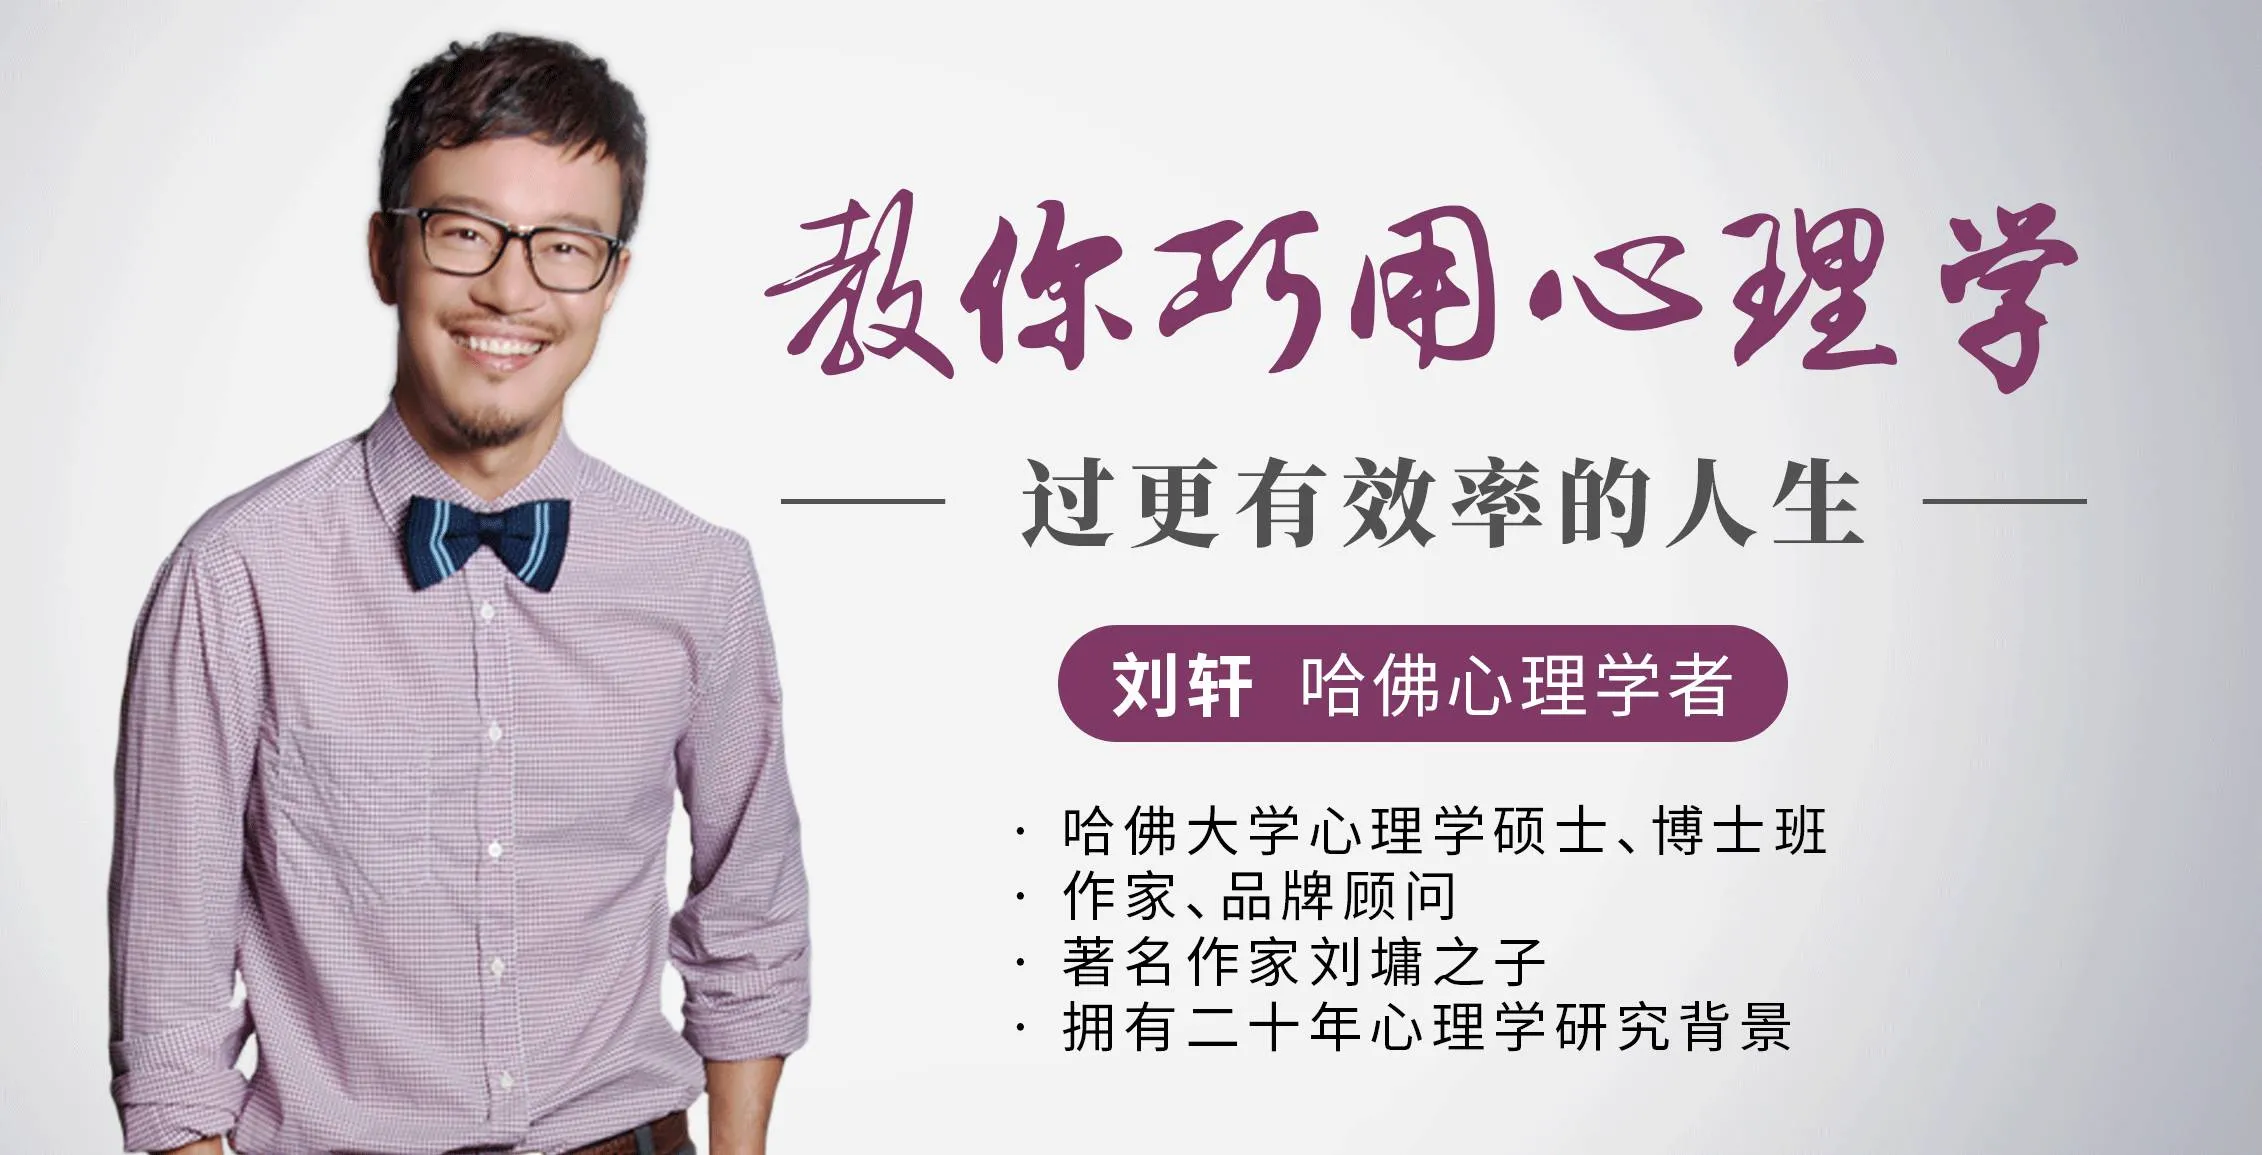 教你巧用心理学
过更有效率的人生
刘轩 哈佛心理学者
· 哈佛大学心理学硕士、博士班
· 作家、品牌顾问
· 著名作家刘墉之子
· 拥有二十年心理学研究背景